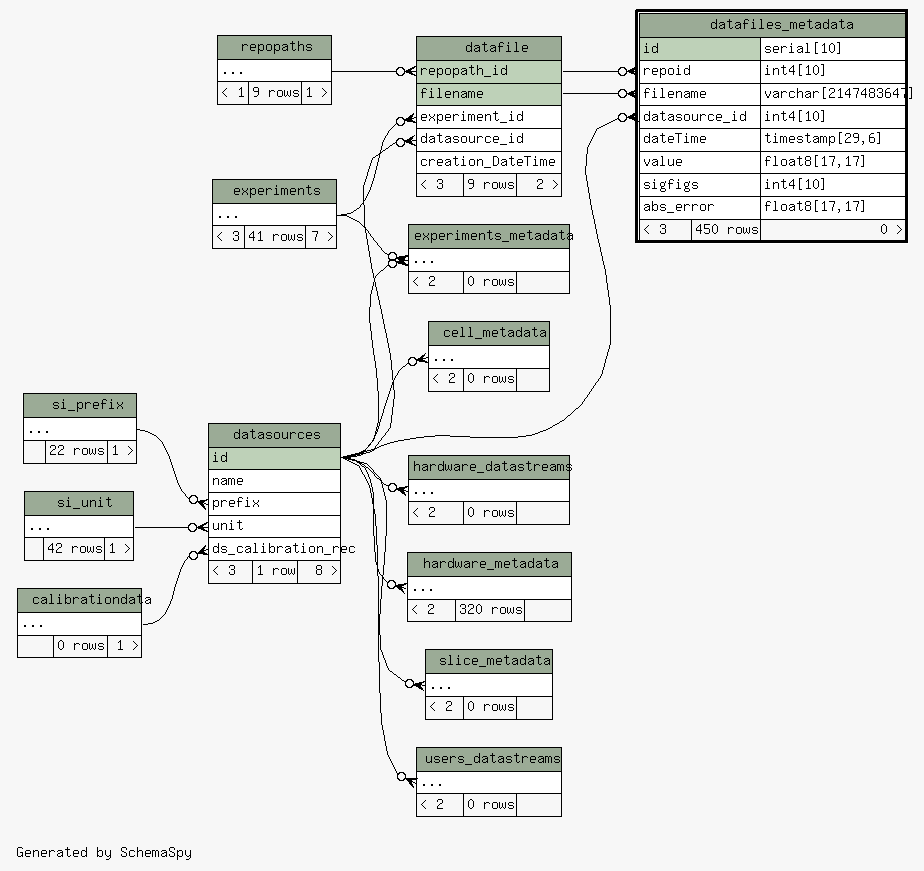 repopaths
...
< 1 9 rows 1 >
datafile
repopath_id
filename
experiment_id
datasource_id
creation_DateTime
< 3 9 rows 2 >
datafiles_metadata
id serial[10]
repoid int4[10]
filename varchar[2147483647]
datasource_id int4[10]
dateTime timestamp[29,6]
value float8[17,17]
sigfigs int4[10]
abs_error float8[17,17]
< 3 450 rows 0 >
experiments
...
< 3 41 rows 7 >
experiments_metadata
...
< 2 0 rows
cell_metadata
...
< 2 0 rows
si_prefix
...
22 rows 1 >
si_unit
...
42 rows 1 >
calibrationdata
...
0 rows 1 >
datasources
id
name
prefix
unit
ds_calibration_rec
< 3 1 row 8 >
hardware_datastreams
...
< 2 0 rows
hardware_metadata
...
< 2 320 rows
slice_metadata
...
< 2 0 rows
users_datastreams
...
< 2 0 rows
Generated by SchemaSpy